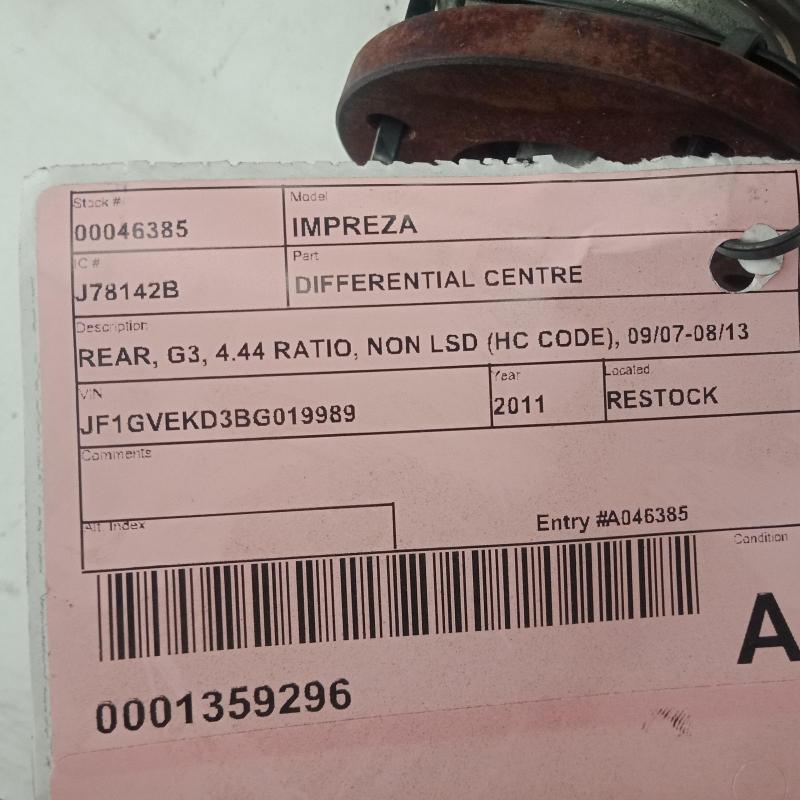 Stock # Model
00046385 IMPREZA
IC # Part
J78142B DIFFERENTIAL CENTRE
Description
REAR, G3, 4.44 RATIO, NON LSD (HC CODE), 09/07-08/13
VIN Year Located
JF1GVEKD3BG019989 2011 RESTOCK
Comments
Alt. Index Entry #A046385
Condition
A
0001359296